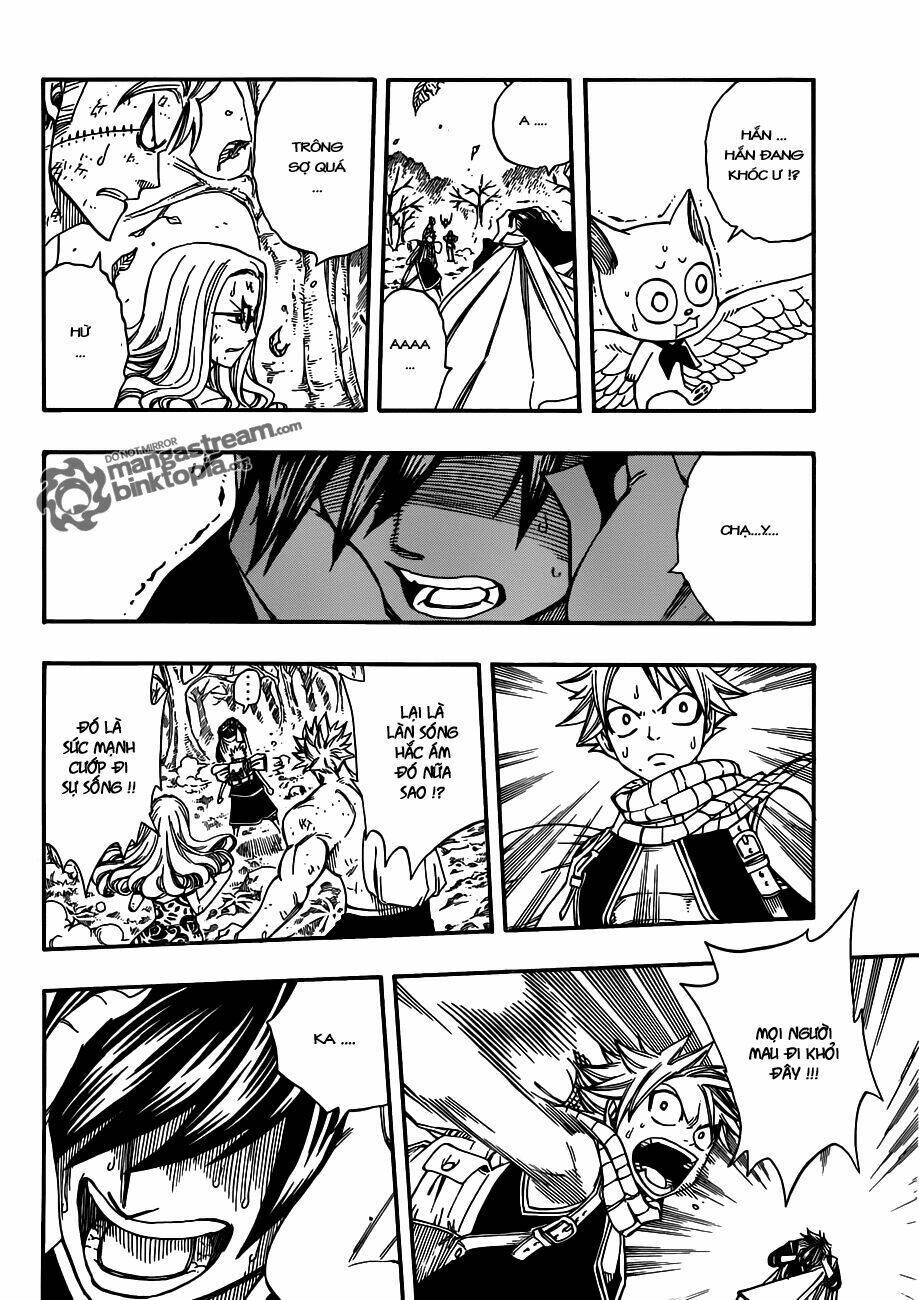 HẮN ...
HẮN ĐANG
KHÓC Ư !?
A ....
AAAA
....
TRÔNG
SỢ QUÁ
...
HỪ
...
DO NOT MIRROR
mangastream.com
binktopia.org
CHẠ...Y...
LẠI LÀ
LÀN SÓNG
HẮC ÁM
ĐÓ NỮA
SAO !?
......
ĐÓ LÀ
SỨC MẠNH
CƯỚP ĐI
SỰ SỐNG !!
MỌI NGƯỜI
MAU ĐI KHỎI
ĐÂY !!!
KA ....